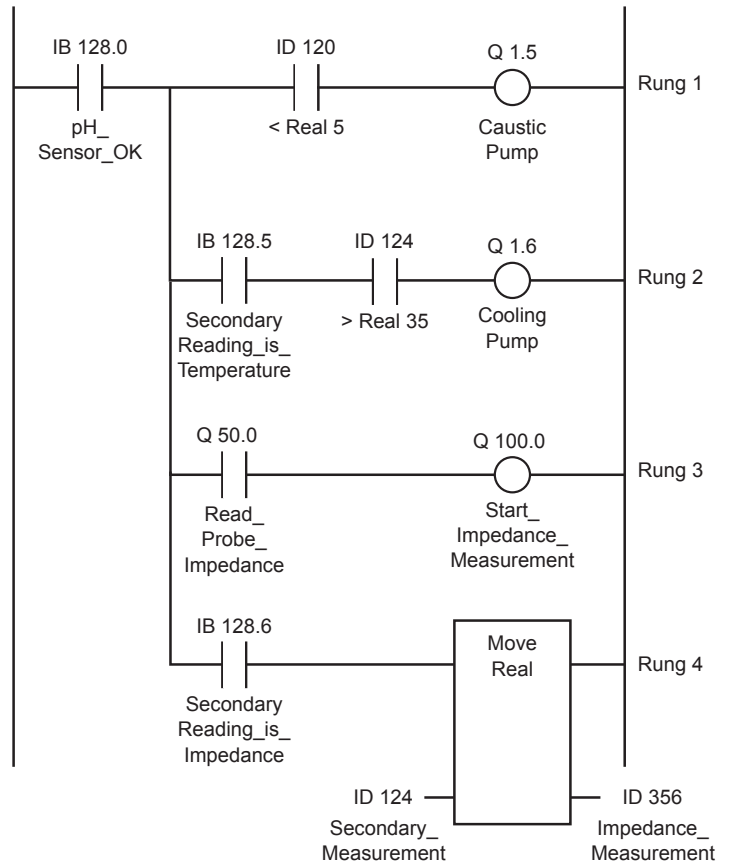 IB 128.0
pH_
Sensor_OK
ID 120
< Real 5
Q 1.5
Caustic
Pump
Rung 1
IB 128.5
Secondary
Reading_is_
Temperature
ID 124
> Real 35
Q 1.6
Cooling
Pump
Rung 2
Q 50.0
Read_
Probe_
Impedance
Q 100.0
Start_
Impedance_
Measurement
Rung 3
IB 128.6
Secondary
Reading_is_
Impedance
Move
Real
Rung 4
ID 124
Secondary_
Measurement
ID 356
Impedance_
Measurement